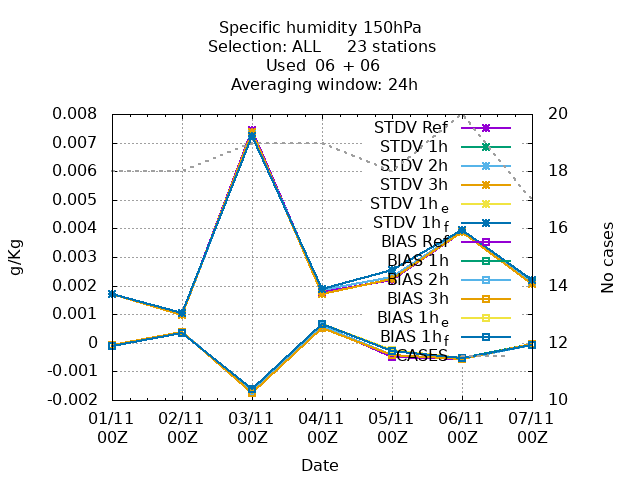 Specific humidity 150hPa
Selection: ALL 23 stations
Used 06 + 06
Averaging window: 24h
g/Kg
0.008
0.007
0.006
0.005
0.004
0.003
0.002
0.001
0
-0.001
-0.002
20
18
16
14
12
10
No cases
STDV Ref
STDV 1h
STDV 2h
STDV 3h
STDV 1h e
STDV 1h f
BIAS Ref
BIAS 1h
BIAS 2h
BIAS 3h
BIAS 1h e
BIAS 1h f
CASES
01/11 02/11 03/11 04/11 05/11 06/11 07/11
00Z 00Z 00Z 00Z 00Z 00Z 00Z
Date